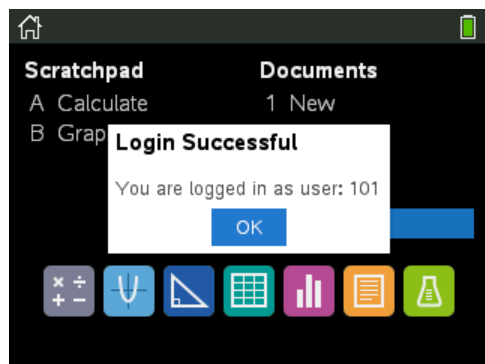 Scratchpad Documents
A Calculate 1 New
B Grap
Login Successful
You are logged in as user: 101
OK